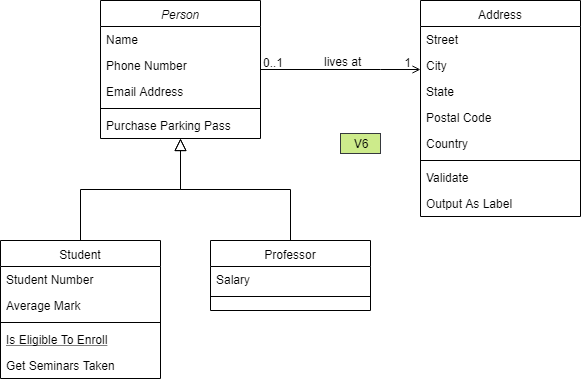 Person
Name
Phone Number
Email Address
Purchase Parking Pass
0..1
lives at
1
Address
Street
City
State
Postal Code
Country
Validate
Output As Label
V6
Student
Student Number
Average Mark
Is Eligible To Enroll
Get Seminars Taken
Professor
Salary